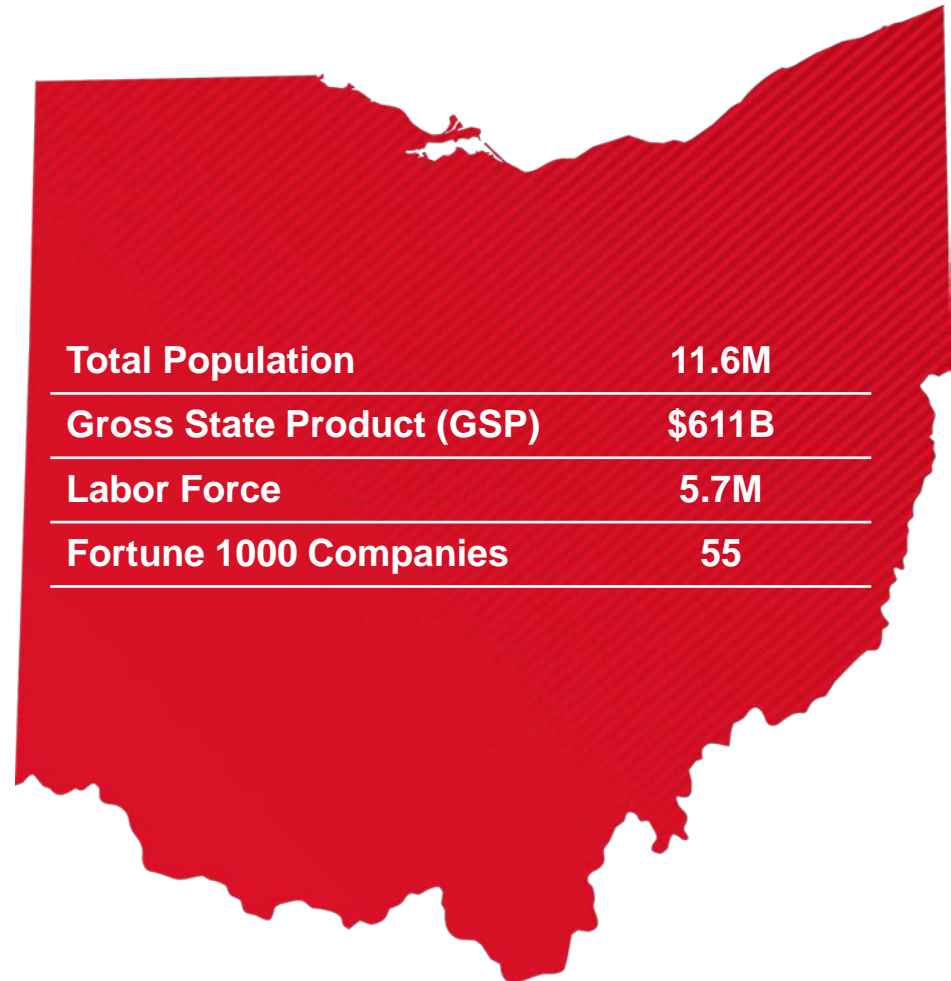 Total Population 11.6M
Gross State Product (GSP) $611B
Labor Force 5.7M
Fortune 1000 Companies 55